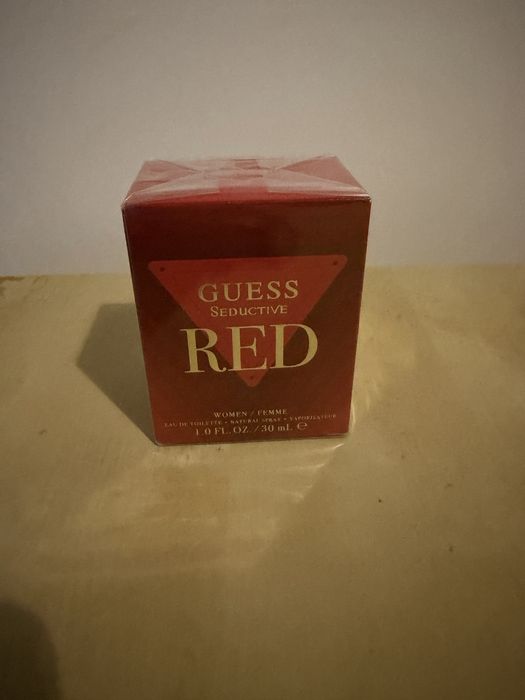 GUESS
SEDUCTIVE
RED
WOMEN / FEMME
EAU DE TOILETTE • NATURAL SPRAY • VAPORISATEUR
1.0 FL. OZ. / 30 mL ℮